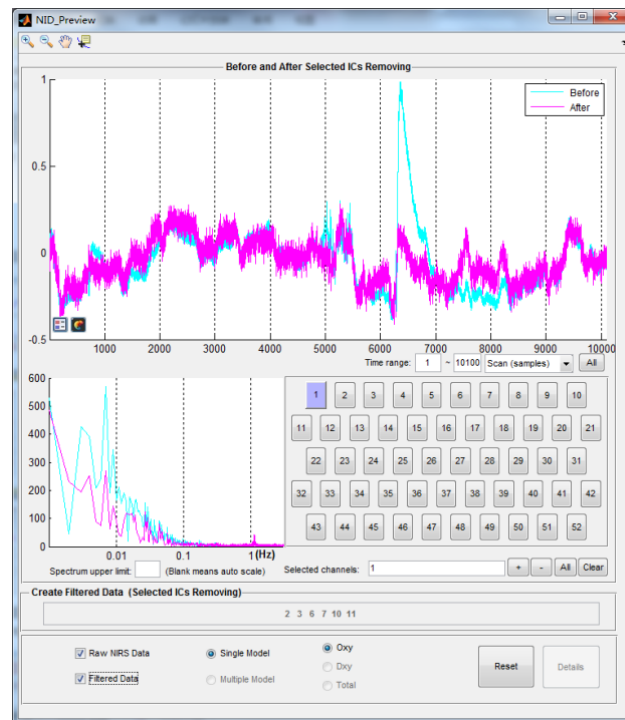 NID_Preview
Before and After Selected ICs Removing
1
0.5
0
-0.5
Before
After
1000 2000 3000 4000 5000 6000 7000 8000 9000 10000
Time range: 1 ~ 10100 Scan (samples) All
600
500
400
300
200
100
0
0.01 0.1 1 (Hz)
Spectrum upper limit: (Blank means auto scale)
1 2 3 4 5 6 7 8 9 10
11 12 13 14 15 16 17 18 19 20 21
22 23 24 25 26 27 28 29 30 31
32 33 34 35 36 37 38 39 40 41 42
43 44 45 46 47 48 49 50 51 52
Selected channels: 1 + - All Clear
Create Filtered Data (Selected ICs Removing)
2 3 6 7 10 11
Raw NIRS Data
Filtered Data
Single Model
Multiple Model
Oxy
Dxy
Total
Reset
Details